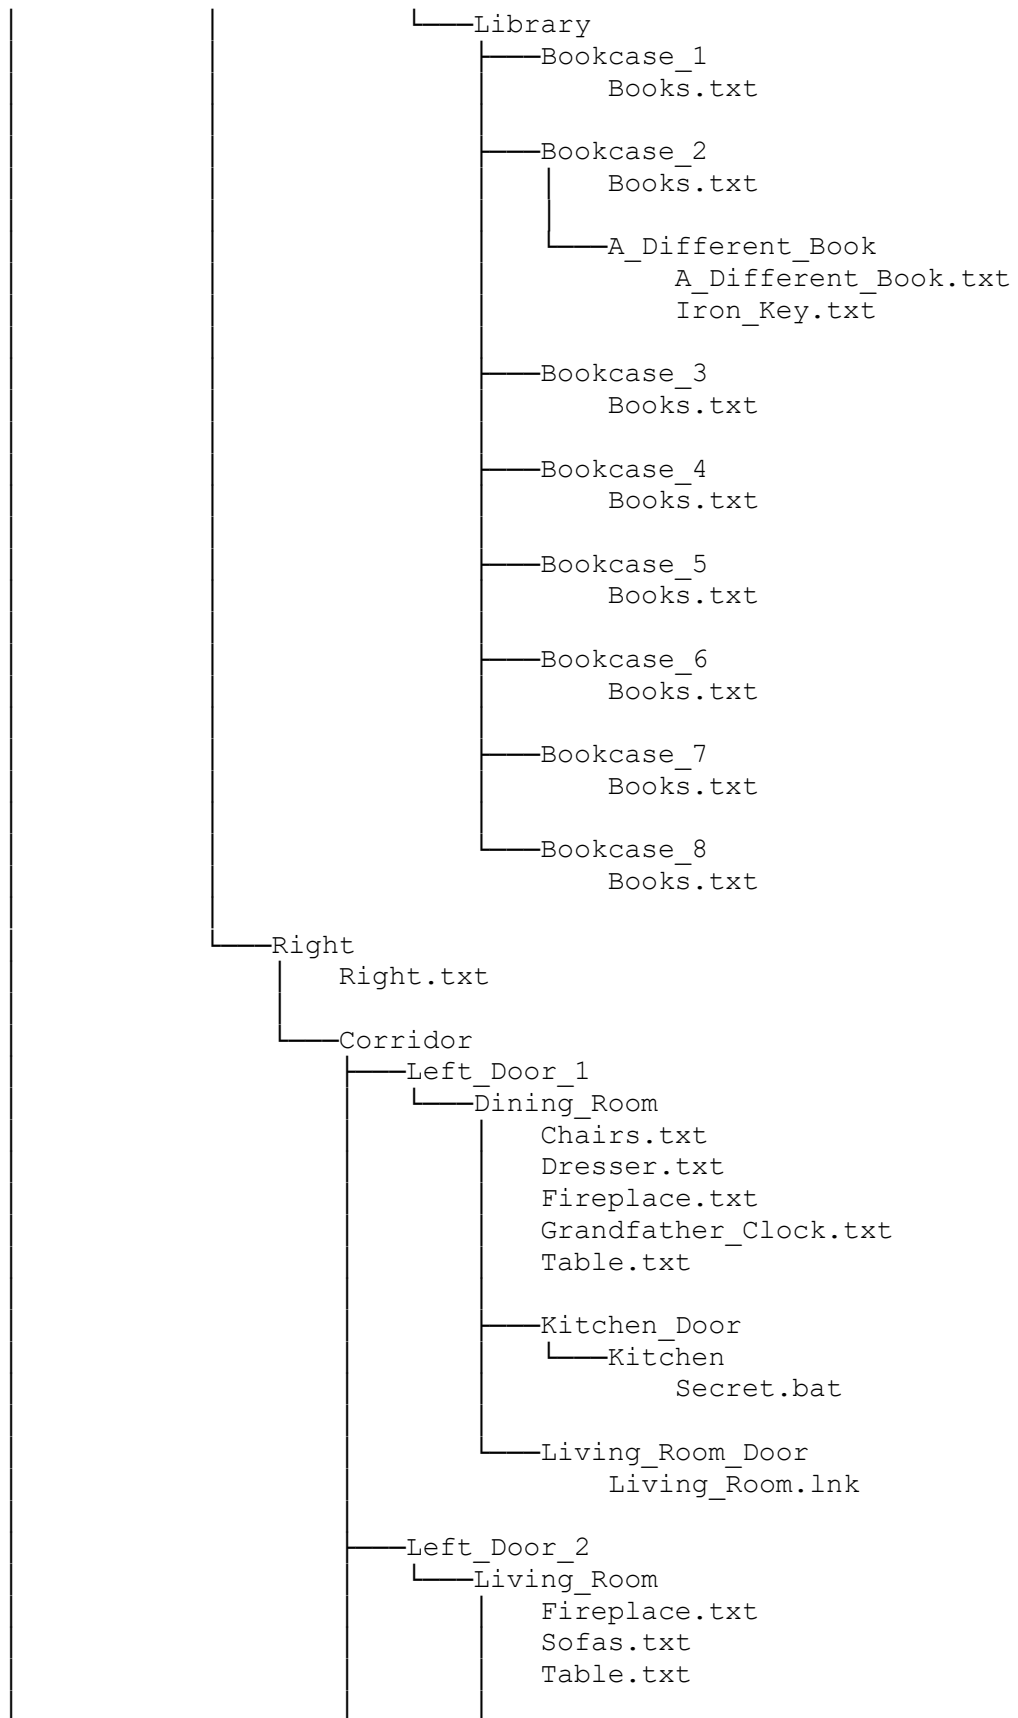 Library
Bookcase_1
Books.txt
Bookcase_2
Books.txt
A_Different_Book
A_Different_Book.txt
Iron_Key.txt
Bookcase_3
Books.txt
Bookcase_4
Books.txt
Bookcase_5
Books.txt
Bookcase_6
Books.txt
Bookcase_7
Books.txt
Bookcase_8
Books.txt
Right
Right.txt
Corridor
Left_Door_1
Dining_Room
Chairs.txt
Dresser.txt
Fireplace.txt
Grandfather_Clock.txt
Table.txt
Kitchen_Door
Kitchen
Secret.bat
Living_Room_Door
Living_Room.lnk
Left_Door_2
Living_Room
Fireplace.txt
Sofas.txt
Table.txt